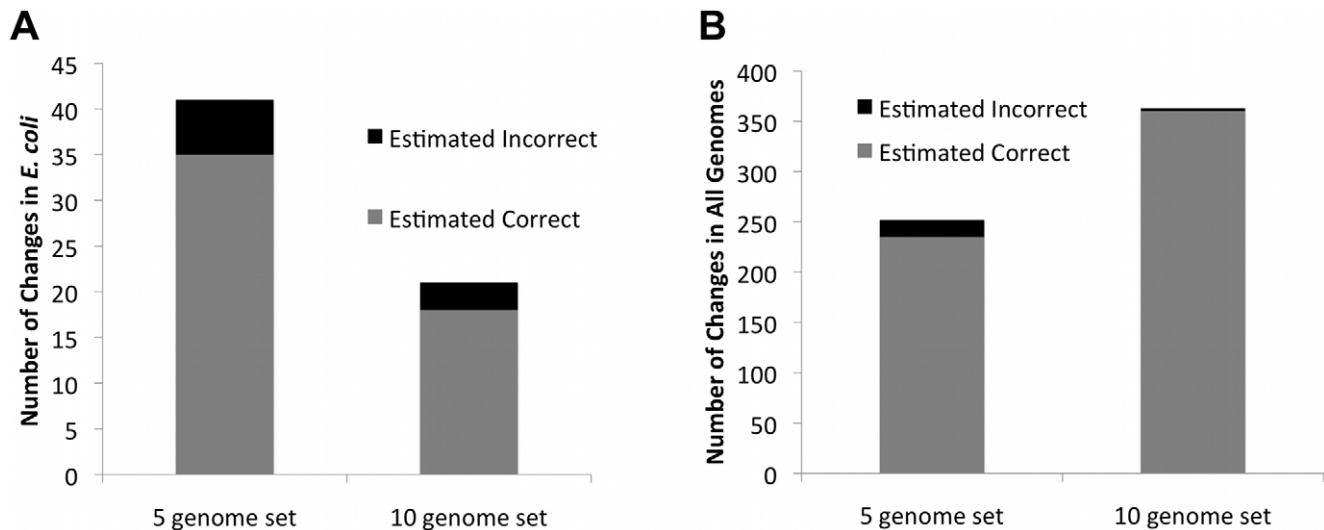 A
Number of Changes in E. coli
45
40
35
30
25
20
15
10
5
0
Estimated Incorrect
Estimated Correct
5 genome set
10 genome set
B
Number of Changes in All Genomes
400
350
300
250
200
150
100
50
0
Estimated Incorrect
Estimated Correct
5 genome set
10 genome set